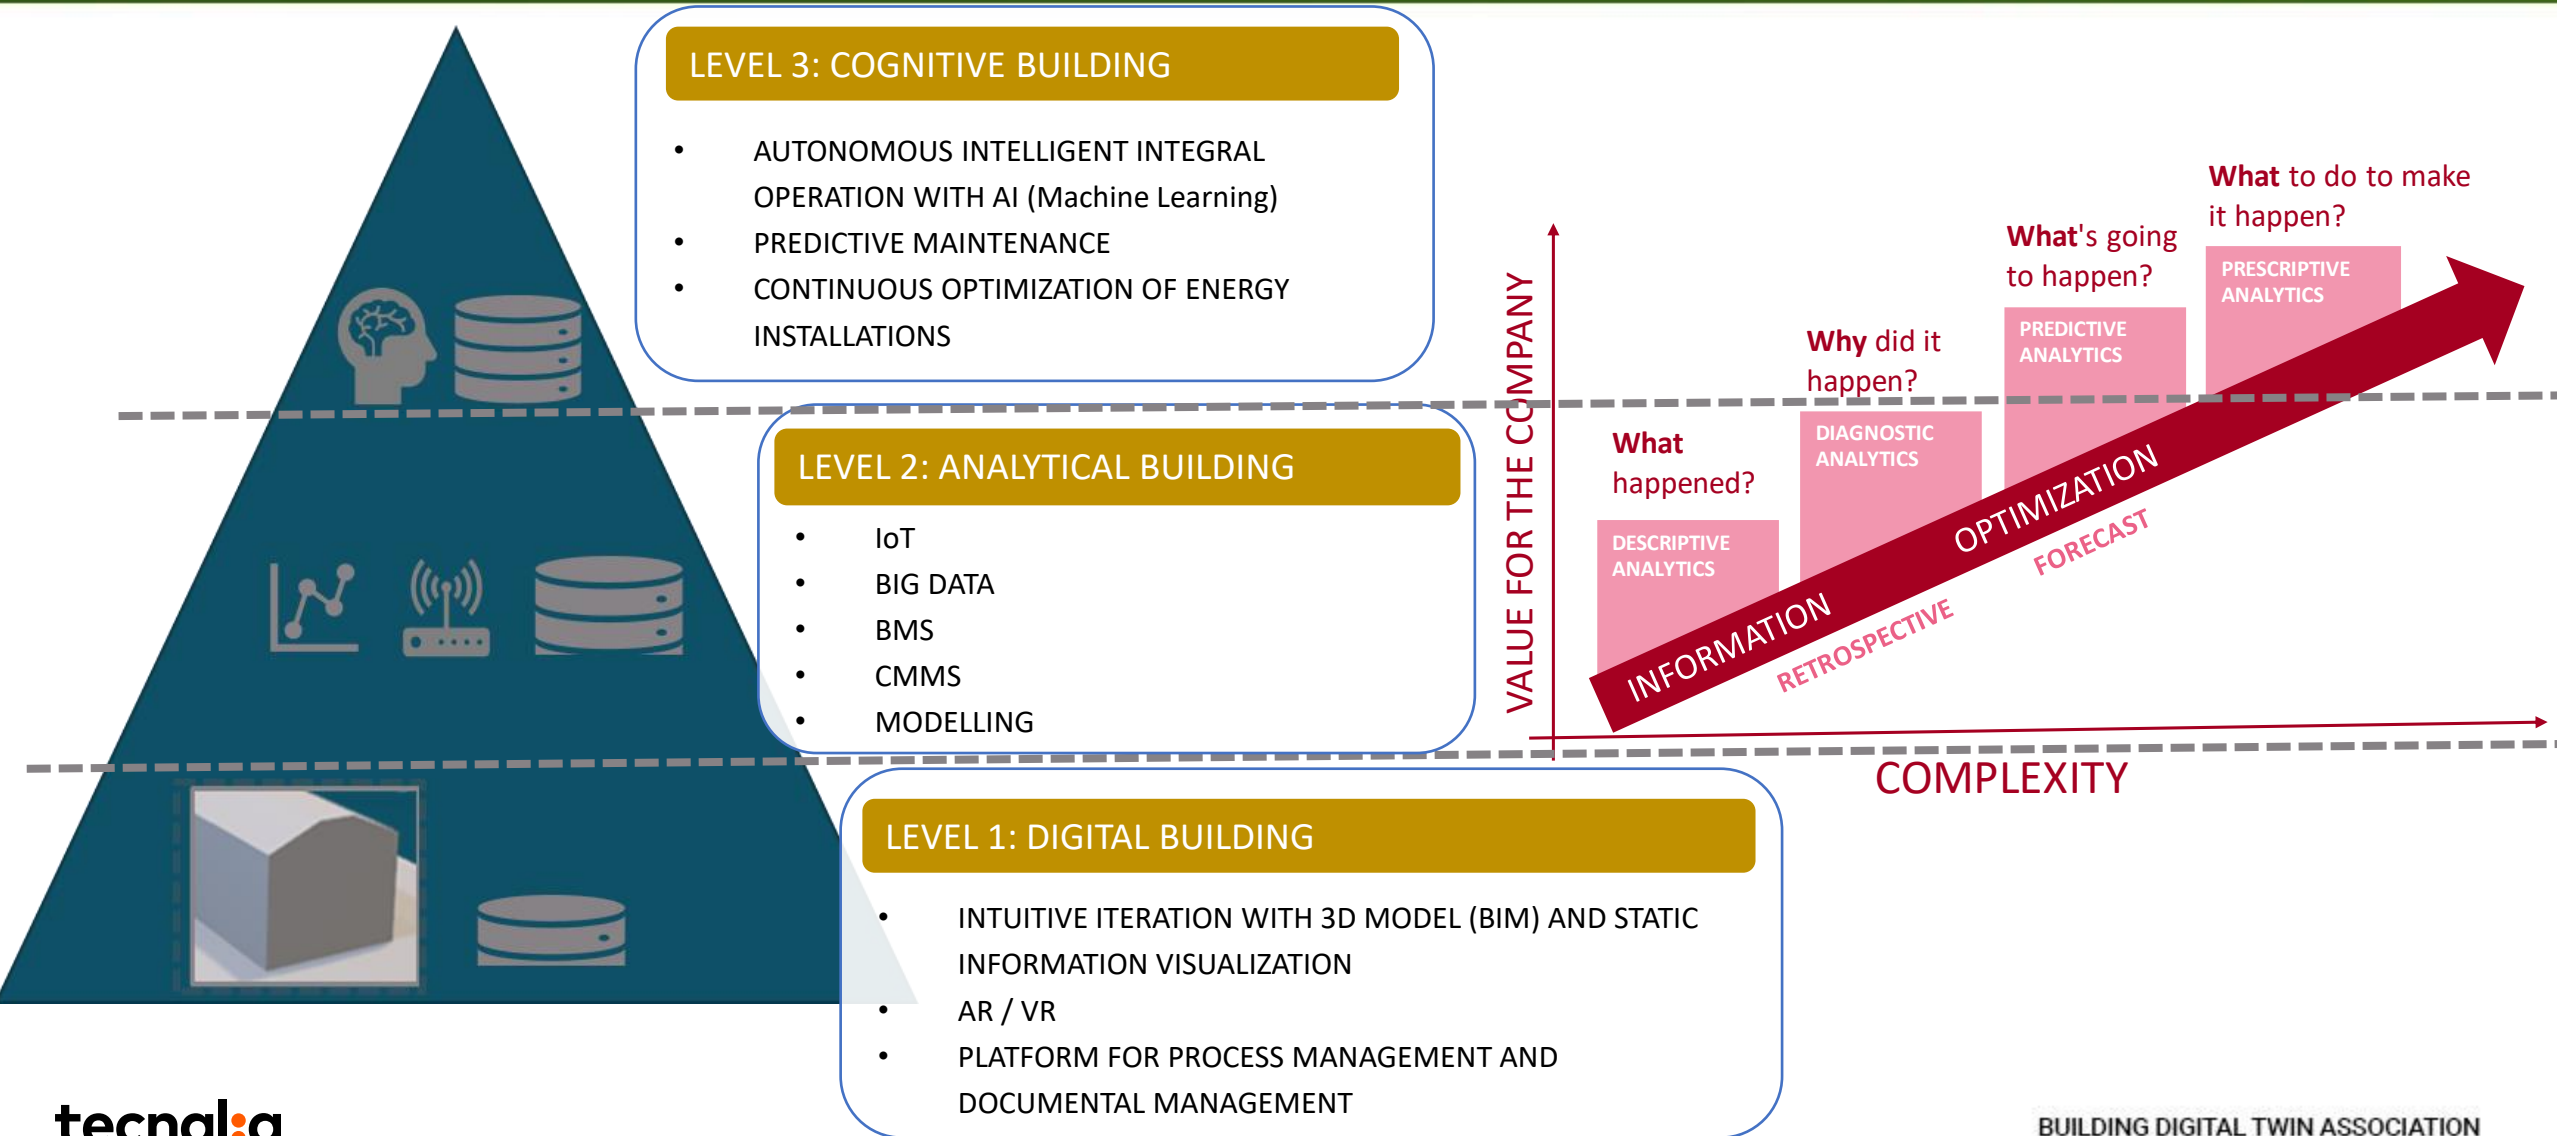 LEVEL 3: COGNITIVE BUILDING
• AUTONOMOUS INTELLIGENT INTEGRAL
OPERATION WITH AI (Machine Learning)
• PREDICTIVE MAINTENANCE
• CONTINUOUS OPTIMIZATION OF ENERGY
INSTALLATIONS
LEVEL 2: ANALYTICAL BUILDING
• IoT
• BIG DATA
• BMS
• CMMS
• MODELLING
LEVEL 1: DIGITAL BUILDING
• INTUITIVE ITERATION WITH 3D MODEL (BIM) AND STATIC
INFORMATION VISUALIZATION
• AR / VR
• PLATFORM FOR PROCESS MANAGEMENT AND
DOCUMENTAL MANAGEMENT
VALUE FOR THE COMPANY
What
happened?
DESCRIPTIVE
ANALYTICS
Why did it
happen?
DIAGNOSTIC
ANALYTICS
What's going
to happen?
PREDICTIVE
ANALYTICS
What to do to make
it happen?
PRESCRIPTIVE
ANALYTICS
INFORMATION
OPTIMIZATION
RETROSPECTIVE
FORECAST
COMPLEXITY
tecnalia
BUILDING DIGITAL TWIN ASSOCIATION